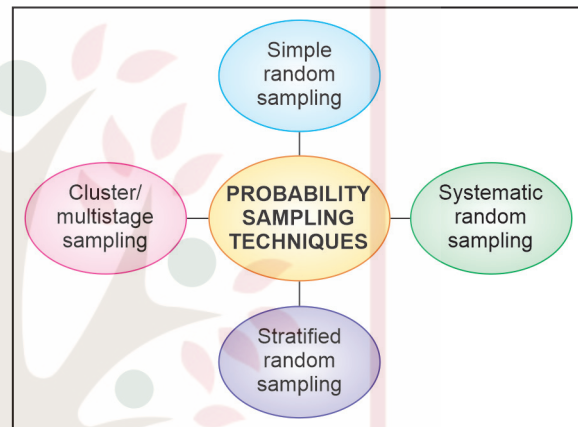 Simple
random
sampling
Cluster/
multistage
sampling
PROBABILITY
SAMPLING
TECHNIQUES
Systematic
random
sampling
Stratified
random
sampling